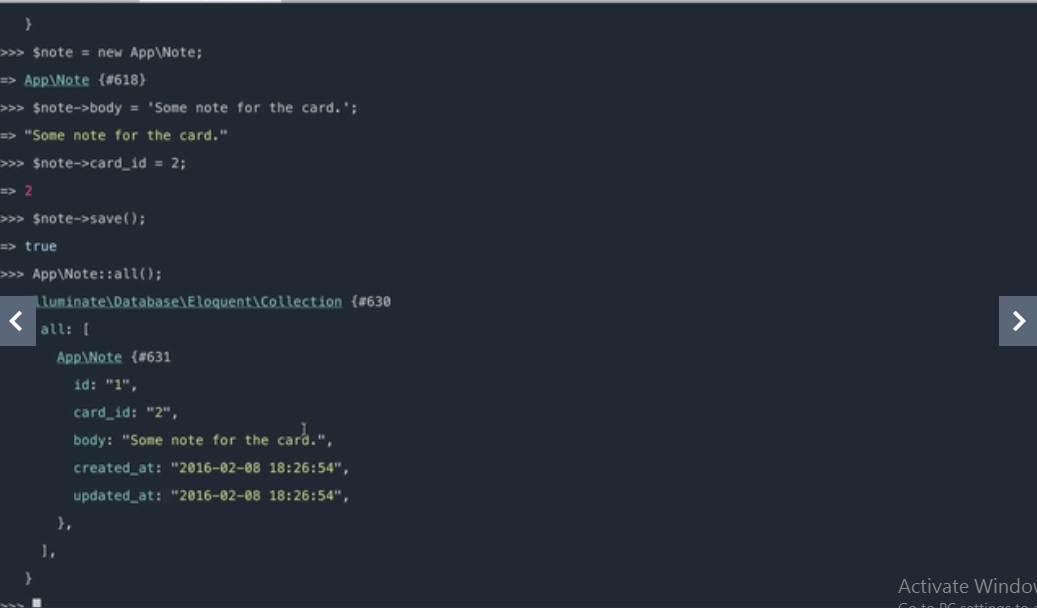 }
>>> $note = new App\Note;
=> App\Note {#618}
>>> $note->body = 'Some note for the card.';
=> "Some note for the card."
>>> $note->card_id = 2;
=> 2
>>> $note->save();
=> true
>>> App\Note::all();
lluminate\Database\Eloquent\Collection {#630
all: [
App\Note {#631
id: "1",
card_id: "2",
body: "Some note for the card.",
created_at: "2016-02-08 18:26:54",
updated_at: "2016-02-08 18:26:54",
},
],
}
>>>
Activate Window
Go to PC settings to